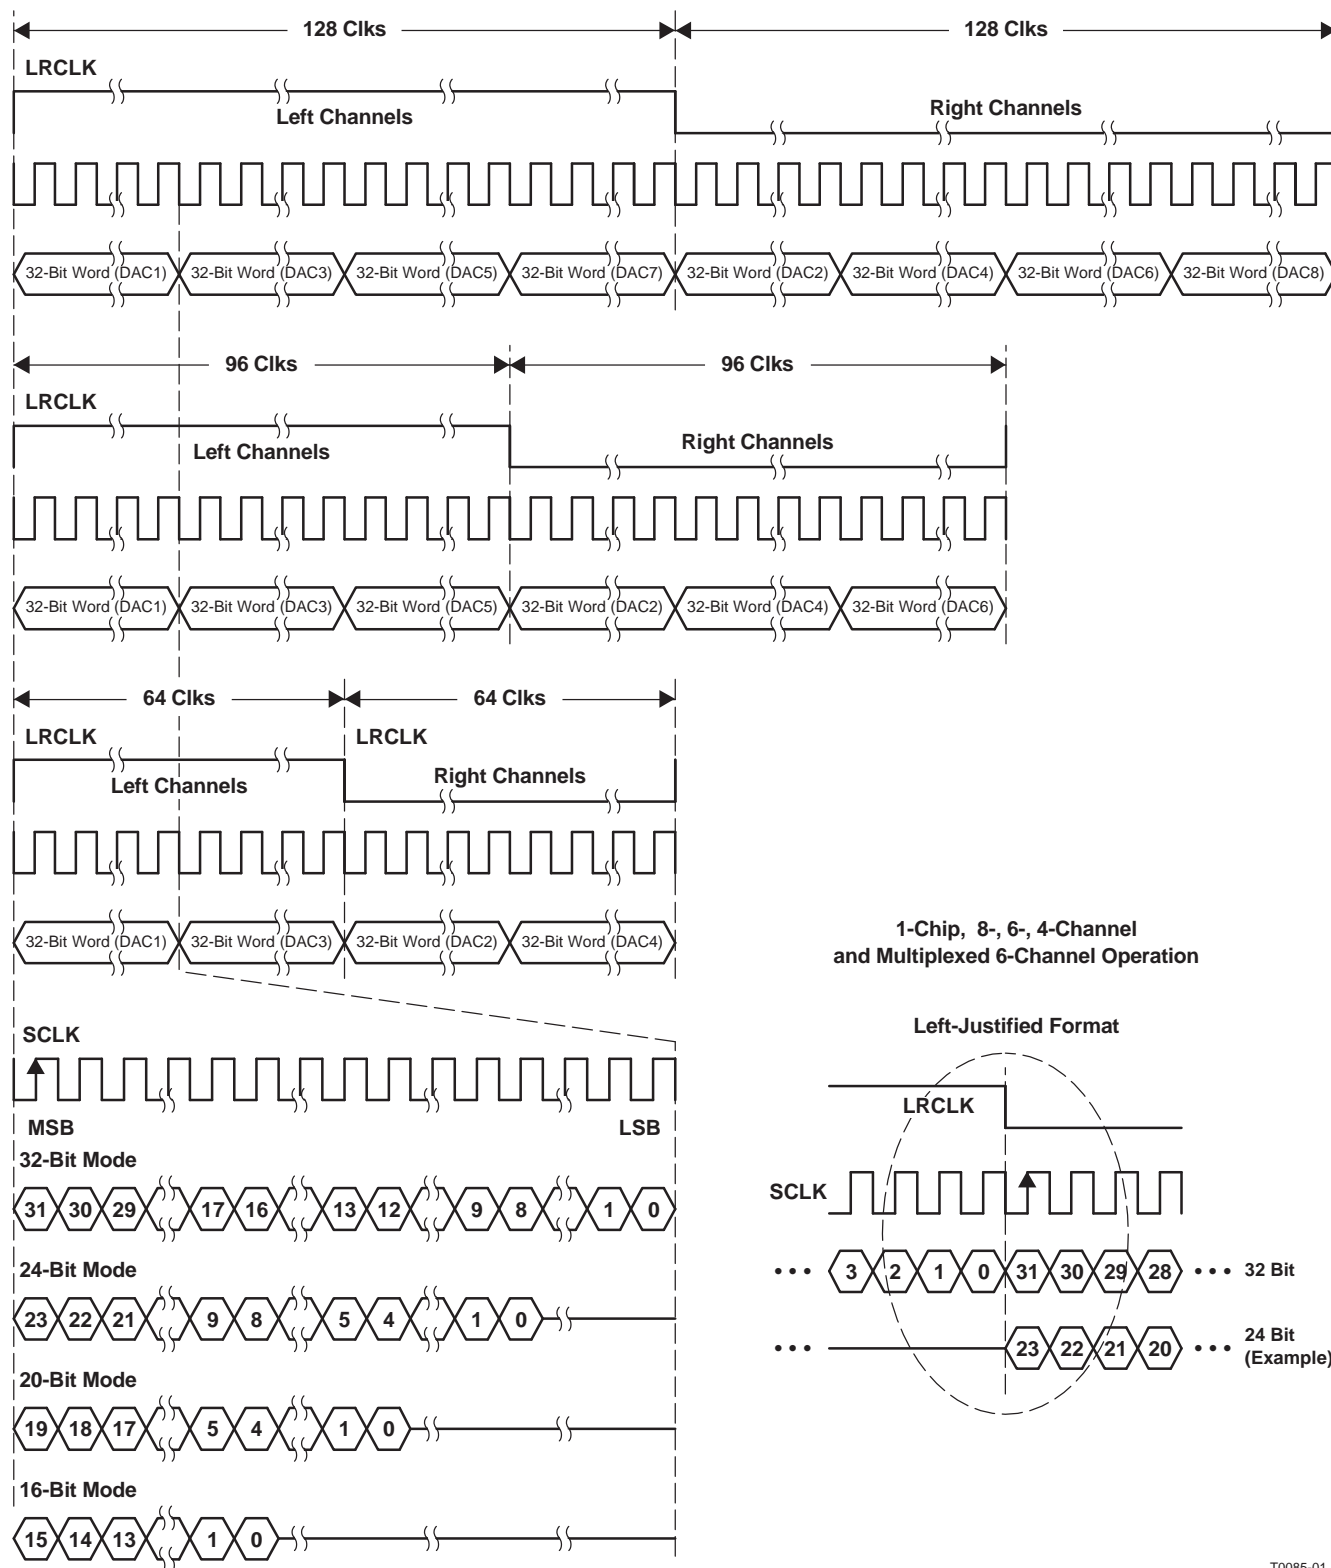 128 Clks 128 Clks
LRCLK
Left Channels Right Channels
32-Bit Word (DAC1) 32-Bit Word (DAC3) 32-Bit Word (DAC5) 32-Bit Word (DAC7) 32-Bit Word (DAC2) 32-Bit Word (DAC4) 32-Bit Word (DAC6) 32-Bit Word (DAC8)
96 Clks 96 Clks
LRCLK
Left Channels Right Channels
32-Bit Word (DAC1) 32-Bit Word (DAC3) 32-Bit Word (DAC5) 32-Bit Word (DAC2) 32-Bit Word (DAC4) 32-Bit Word (DAC6)
64 Clks 64 Clks
LRCLK LRCLK
Left Channels Right Channels
32-Bit Word (DAC1) 32-Bit Word (DAC3) 32-Bit Word (DAC2) 32-Bit Word (DAC4)
SCLK
MSB LSB
32-Bit Mode
31 30 29 17 16 13 12 9 8 1 0
24-Bit Mode
23 22 21 9 8 5 4 1 0
20-Bit Mode
19 18 17 5 4 1 0
16-Bit Mode
15 14 13 1 0
1-Chip, 8-, 6-, 4-Channel
and Multiplexed 6-Channel Operation
Left-Justified Format
LRCLK
SCLK
••• 3 2 1 0 31 30 29 28 ••• 32 Bit
••• 23 22 21 20 ••• 24 Bit
(Example)
T0085-01